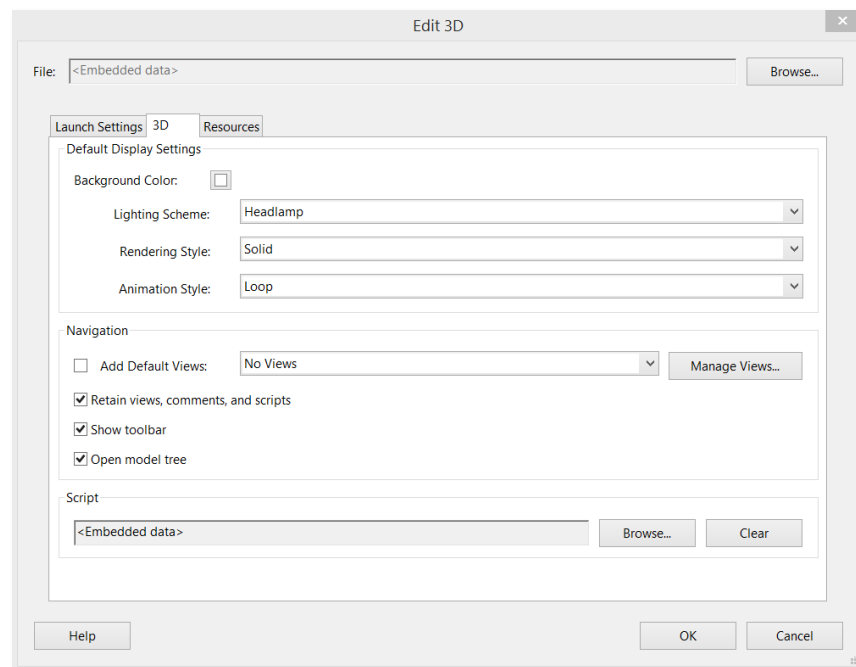 Edit 3D
File: <Embedded data> Browse...
Launch Settings 3D Resources
Default Display Settings
Background Color:
Lighting Scheme: Headlamp
Rendering Style: Solid
Animation Style: Loop
Navigation
Add Default Views: No Views Manage Views...
Retain views, comments, and scripts
Show toolbar
Open model tree
Script
<Embedded data> Browse... Clear
Help OK Cancel